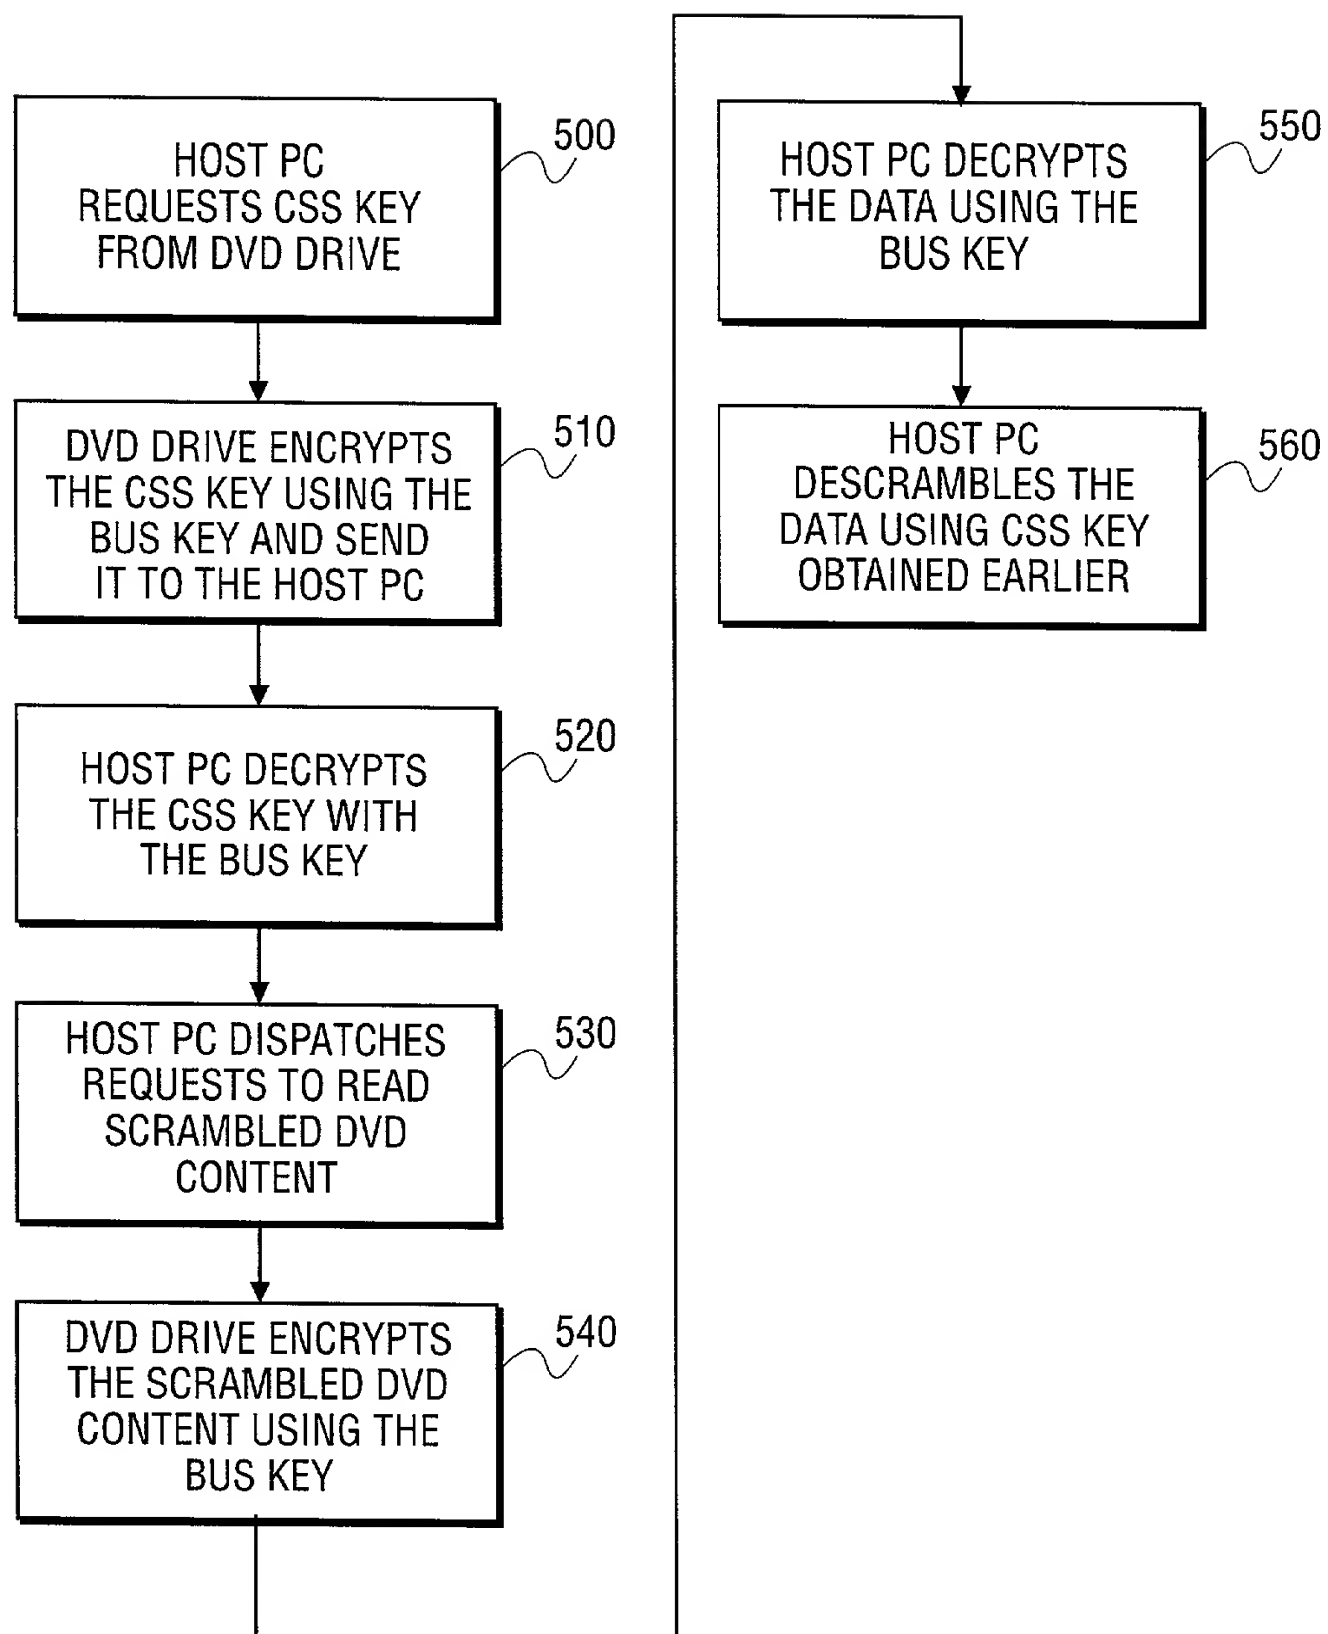 HOST PC
REQUESTS CSS KEY
FROM DVD DRIVE
500
DVD DRIVE ENCRYPTS
THE CSS KEY USING THE
BUS KEY AND SEND
IT TO THE HOST PC
510
HOST PC DECRYPTS
THE CSS KEY WITH
THE BUS KEY
520
HOST PC DISPATCHES
REQUESTS TO READ
SCRAMBLED DVD
CONTENT
530
DVD DRIVE ENCRYPTS
THE SCRAMBLED DVD
CONTENT USING THE
BUS KEY
540
HOST PC DECRYPTS
THE DATA USING THE
BUS KEY
550
HOST PC
DESCRAMBLES THE
DATA USING CSS KEY
OBTAINED EARLIER
560